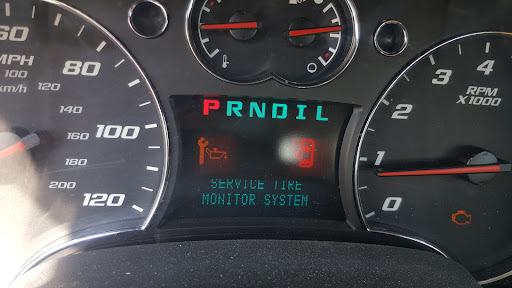 60
MPH
80
100
km/h
120
140
100
160
180
120
200
PRNDIL
SERVICE TIRE
MONITOR SYSTEM
4
3
RPM
X1000
2
1
0